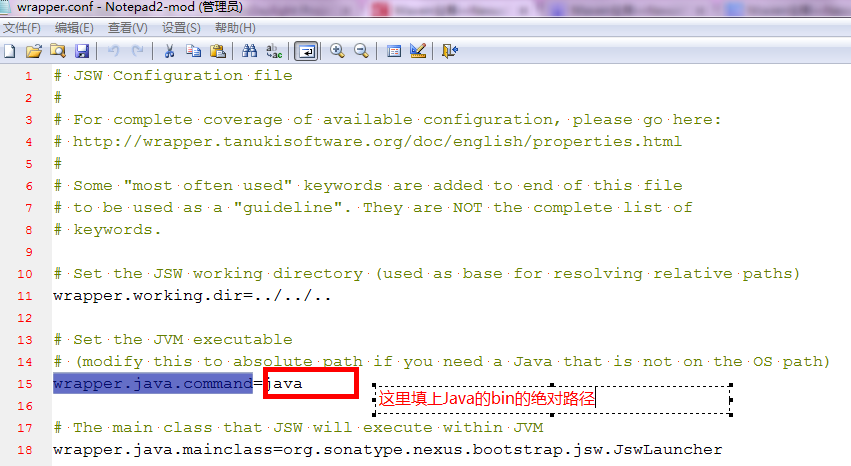 wrapper.conf - Notepad2-mod (管理员)
文件(F) 编辑(E) 查看(V) 设置(S) 帮助(H)
1 # JSW Configuration file
2 #
3 # For complete coverage of available configuration, please go here:
4 # http://wrapper.tanukisoftware.org/doc/english/properties.html
5 #
6 # Some "most often used" keywords are added to end of this file
7 # to be used as a "guideline". They are NOT the complete list of
8 # keywords.
9
10 # Set the JSW working directory (used as base for resolving relative paths)
11 wrapper.working.dir=../../..
12
13 # Set the JVM executable
14 # (modify this to absolute path if you need a Java that is not on the OS path)
15 wrapper.java.command=java
这里填上Java的bin的绝对路径
16
17 # The main class that JSW will execute within JVM
18 wrapper.java.mainclass=org.sonatype.nexus.bootstrap.jsw.JswLauncher